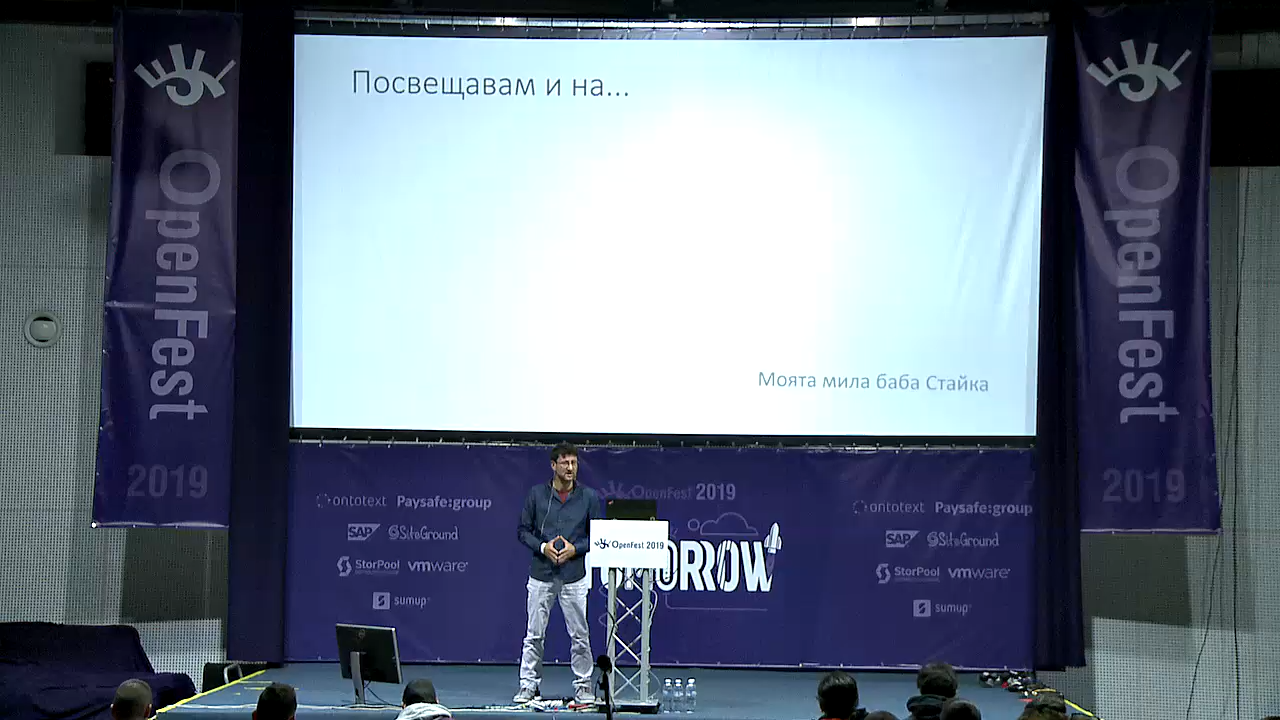 Посвещавам и на...
Моята мила баба Стайка
OpenFest
2019
OpenFest
2019
OpenFest 2019
ontotext Paysafe:group
SAP SiteGround
StorPool vmware
sumup
OpenFest 2019
ORROW
ontotext Paysafe:group
SAP SiteGround
StorPool vmware
sumup